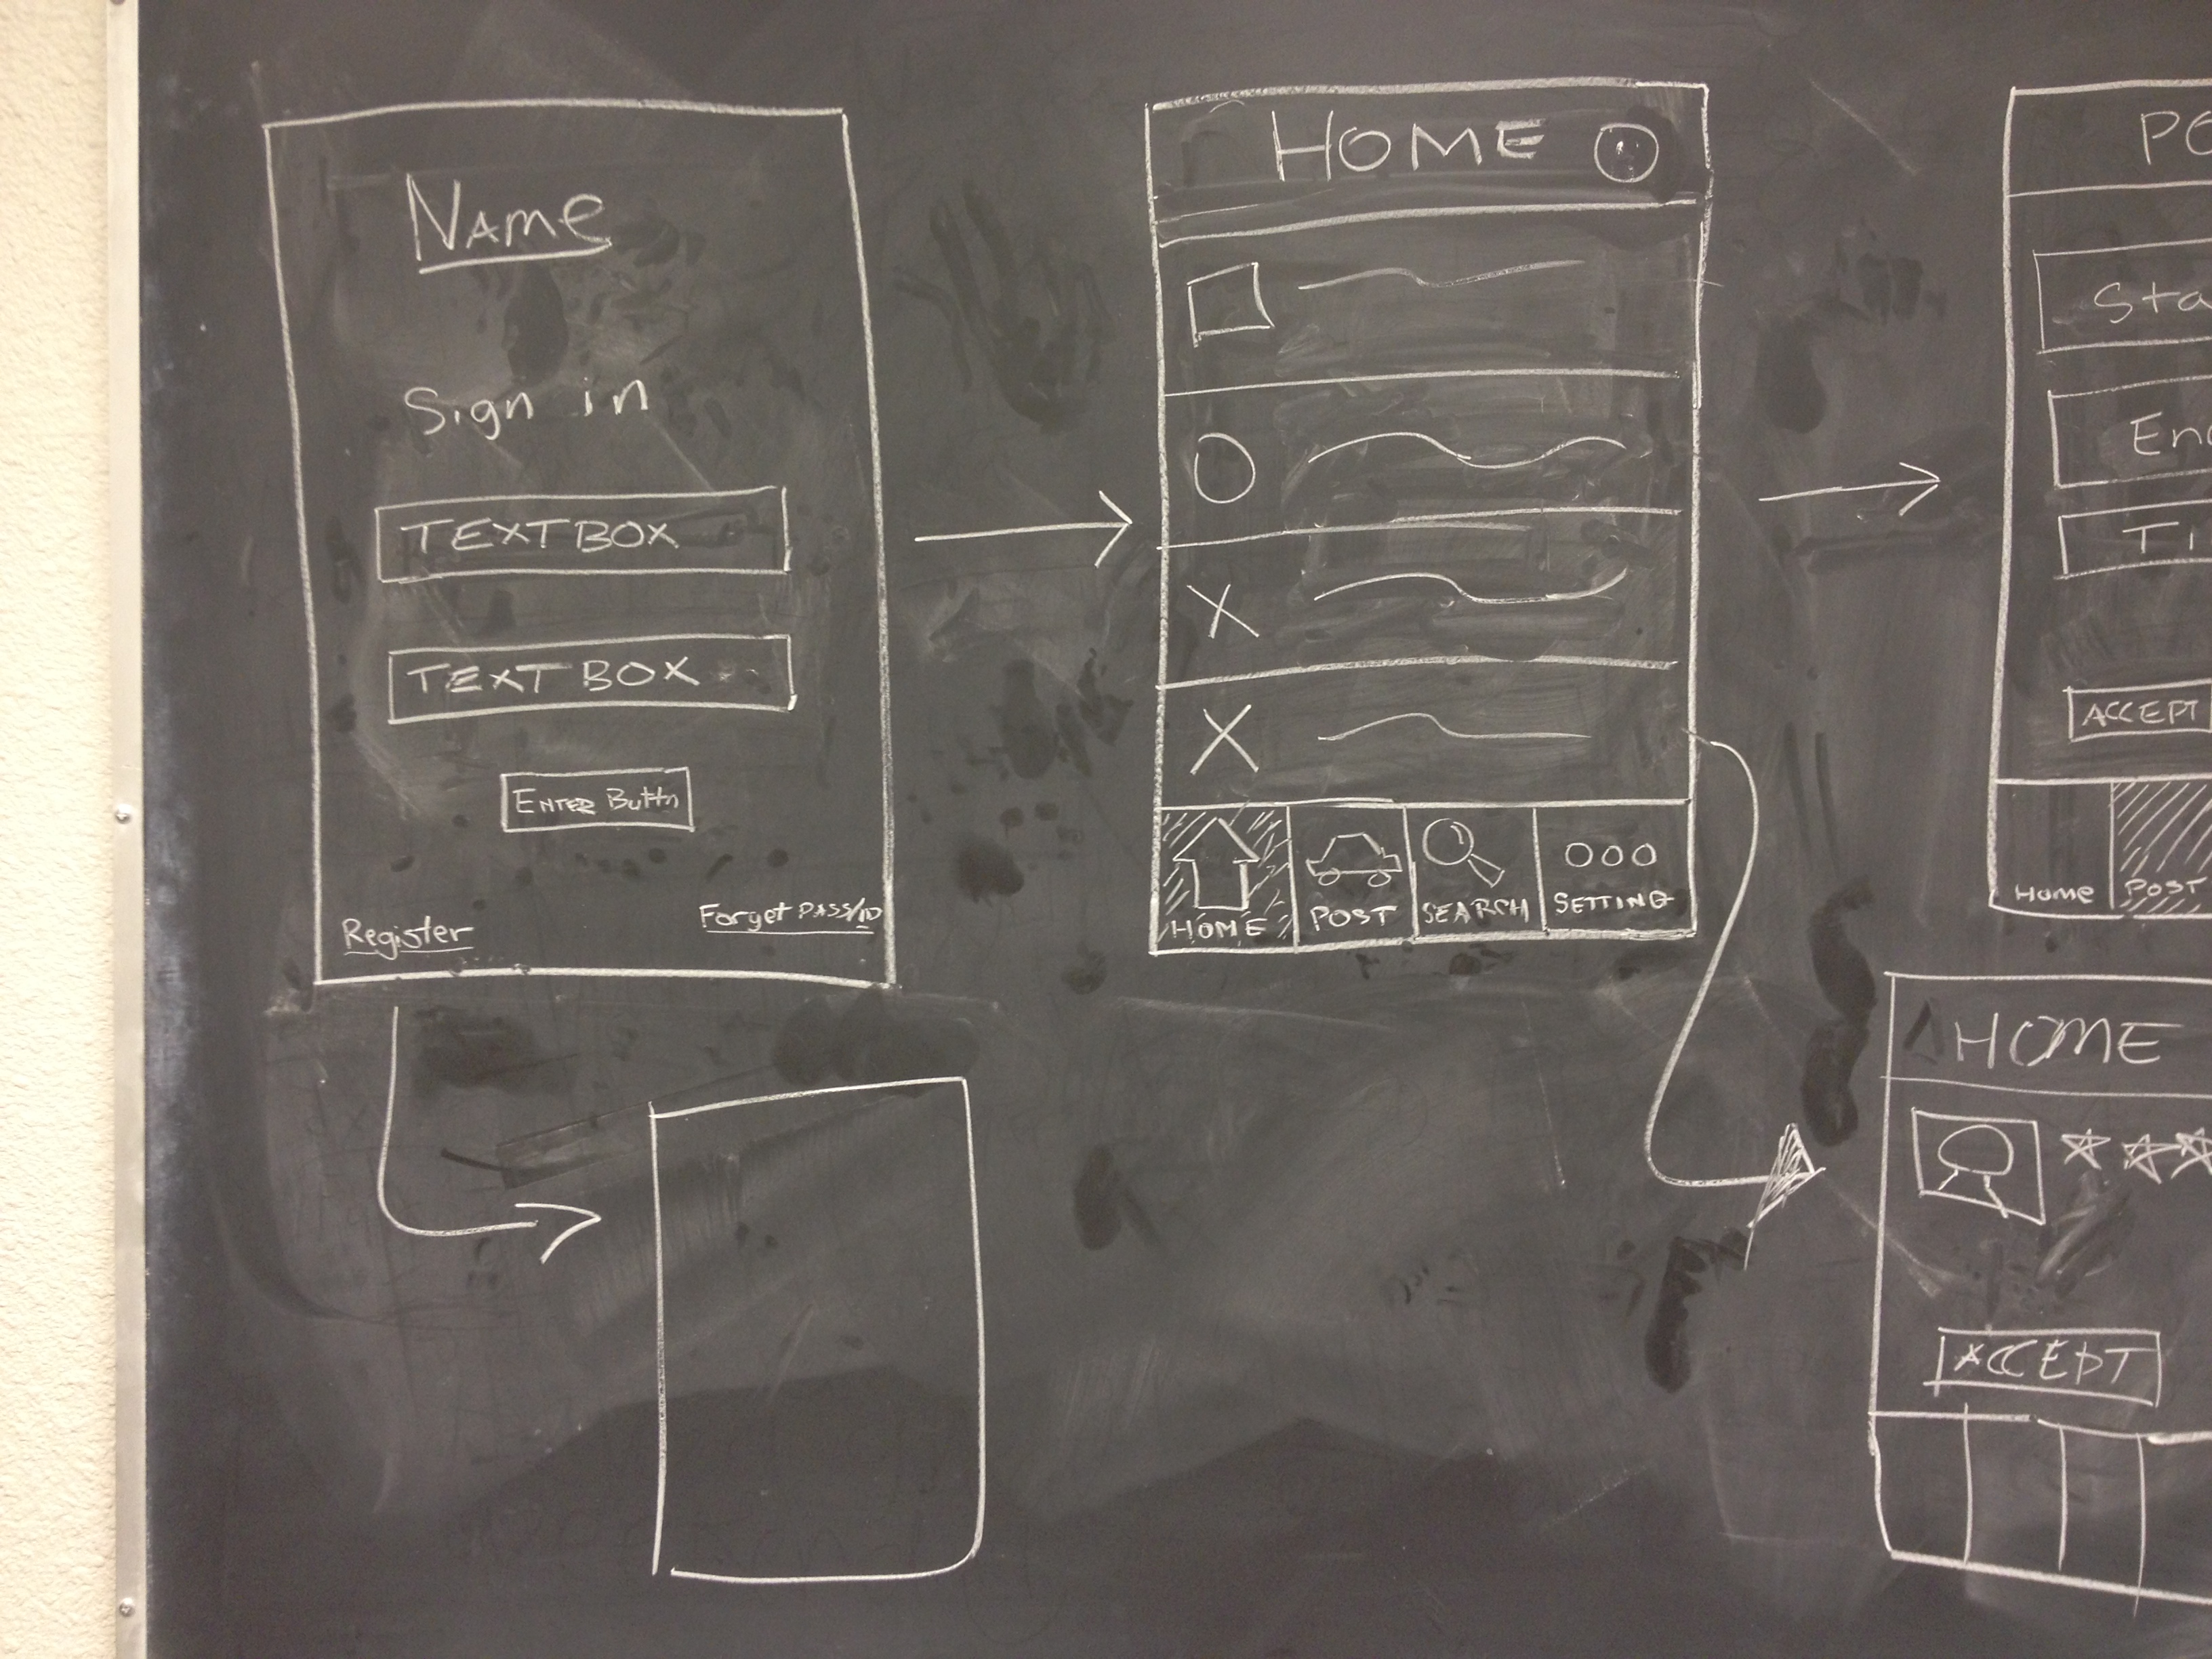 Name
Sign in
TEXTBOX
TEXT BOX
ENTER Buttn
Register
Forget PASS/ID
HOME
HOME
POST
SEARCH
SETTING
PO
Sta
En
TI
ACCEPT
Home
POST
HOME
ACCEPT